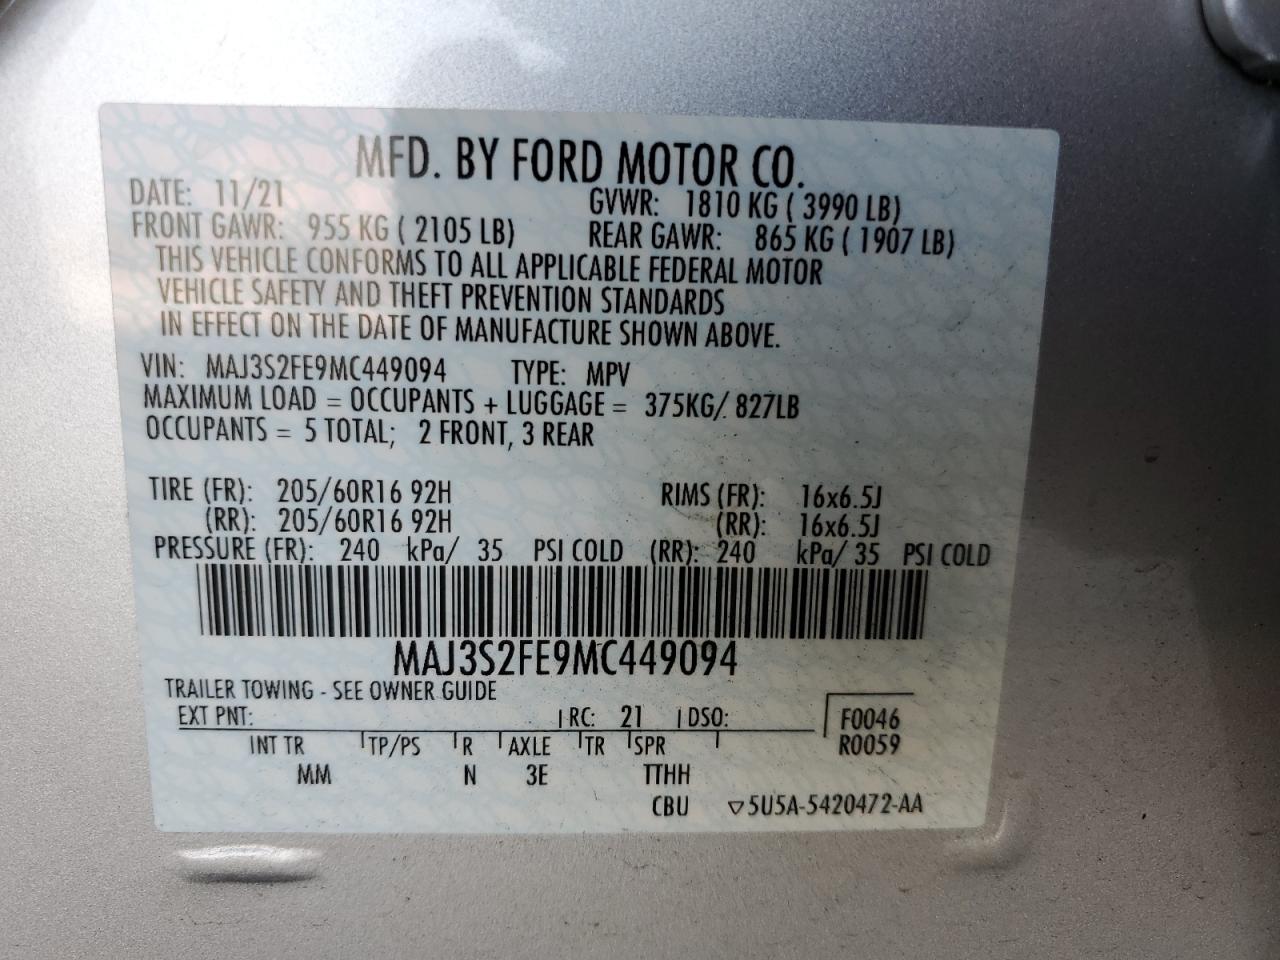 MFD. BY FORD MOTOR CO.
DATE: 11/21 GVWR: 1810 KG ( 3990 LB)
FRONT GAWR: 955 KG ( 2105 LB) REAR GAWR: 865 KG ( 1907 LB)
THIS VEHICLE CONFORMS TO ALL APPLICABLE FEDERAL MOTOR
VEHICLE SAFETY AND THEFT PREVENTION STANDARDS
IN EFFECT ON THE DATE OF MANUFACTURE SHOWN ABOVE.
VIN: MAJ3S2FE9MC449094 TYPE: MPV
MAXIMUM LOAD = OCCUPANTS + LUGGAGE = 375KG/ 827LB
OCCUPANTS = 5 TOTAL; 2 FRONT, 3 REAR
TIRE (FR): 205/60R16 92H RIMS (FR): 16x6.5J
(RR): 205/60R16 92H (RR): 16x6.5J
PRESSURE (FR): 240 kPa/ 35 PSI COLD (RR): 240 kPa/ 35 PSI COLD
MAJ3S2FE9MC449094
TRAILER TOWING - SEE OWNER GUIDE
EXT PNT: RC: 21 DSO: F0046
INT TR TP/PS R AXLE TR SPR R0059
MM N 3E TTHH
CBU ▽5U5A-5420472-AA